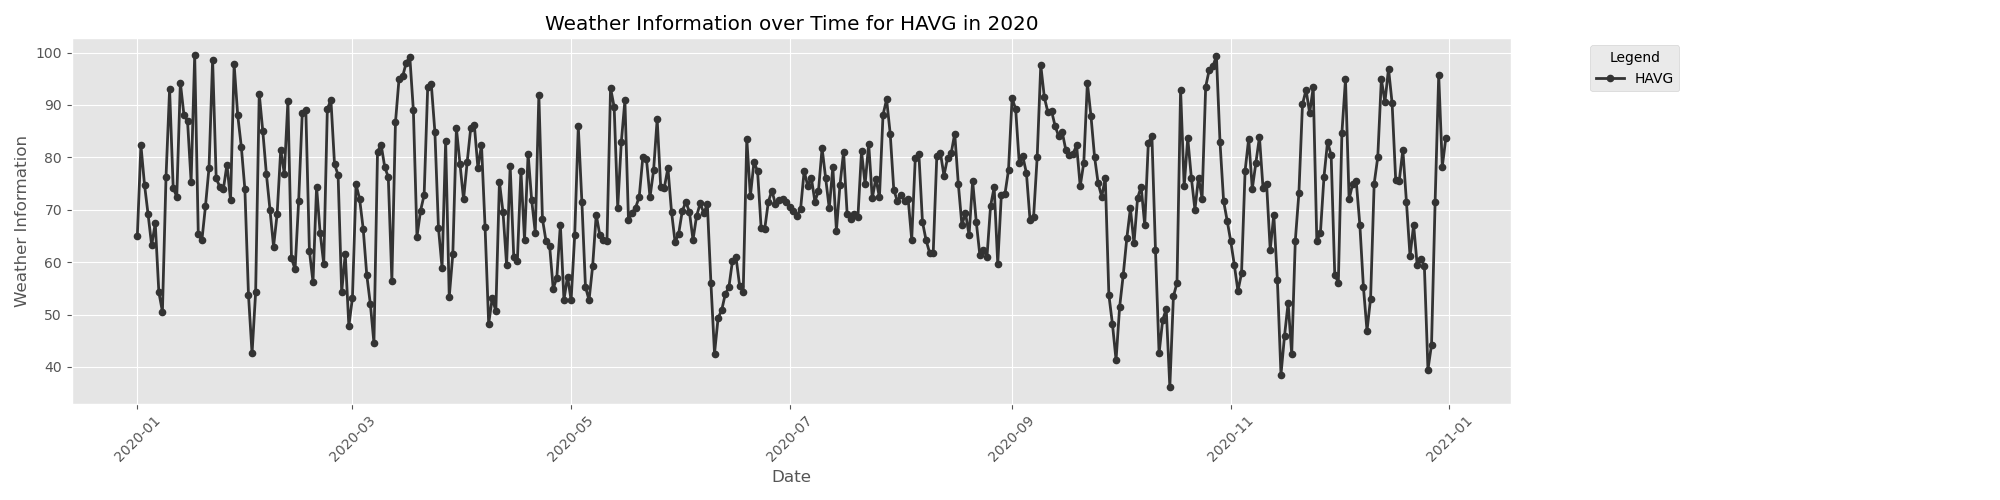 Weather Information over Time for HAVG in 2020
Legend
HAVG
Weather Information
100
90
80
70
60
50
40
2020-01
2020-03
2020-05
2020-07
2020-09
2020-11
2021-01
Date